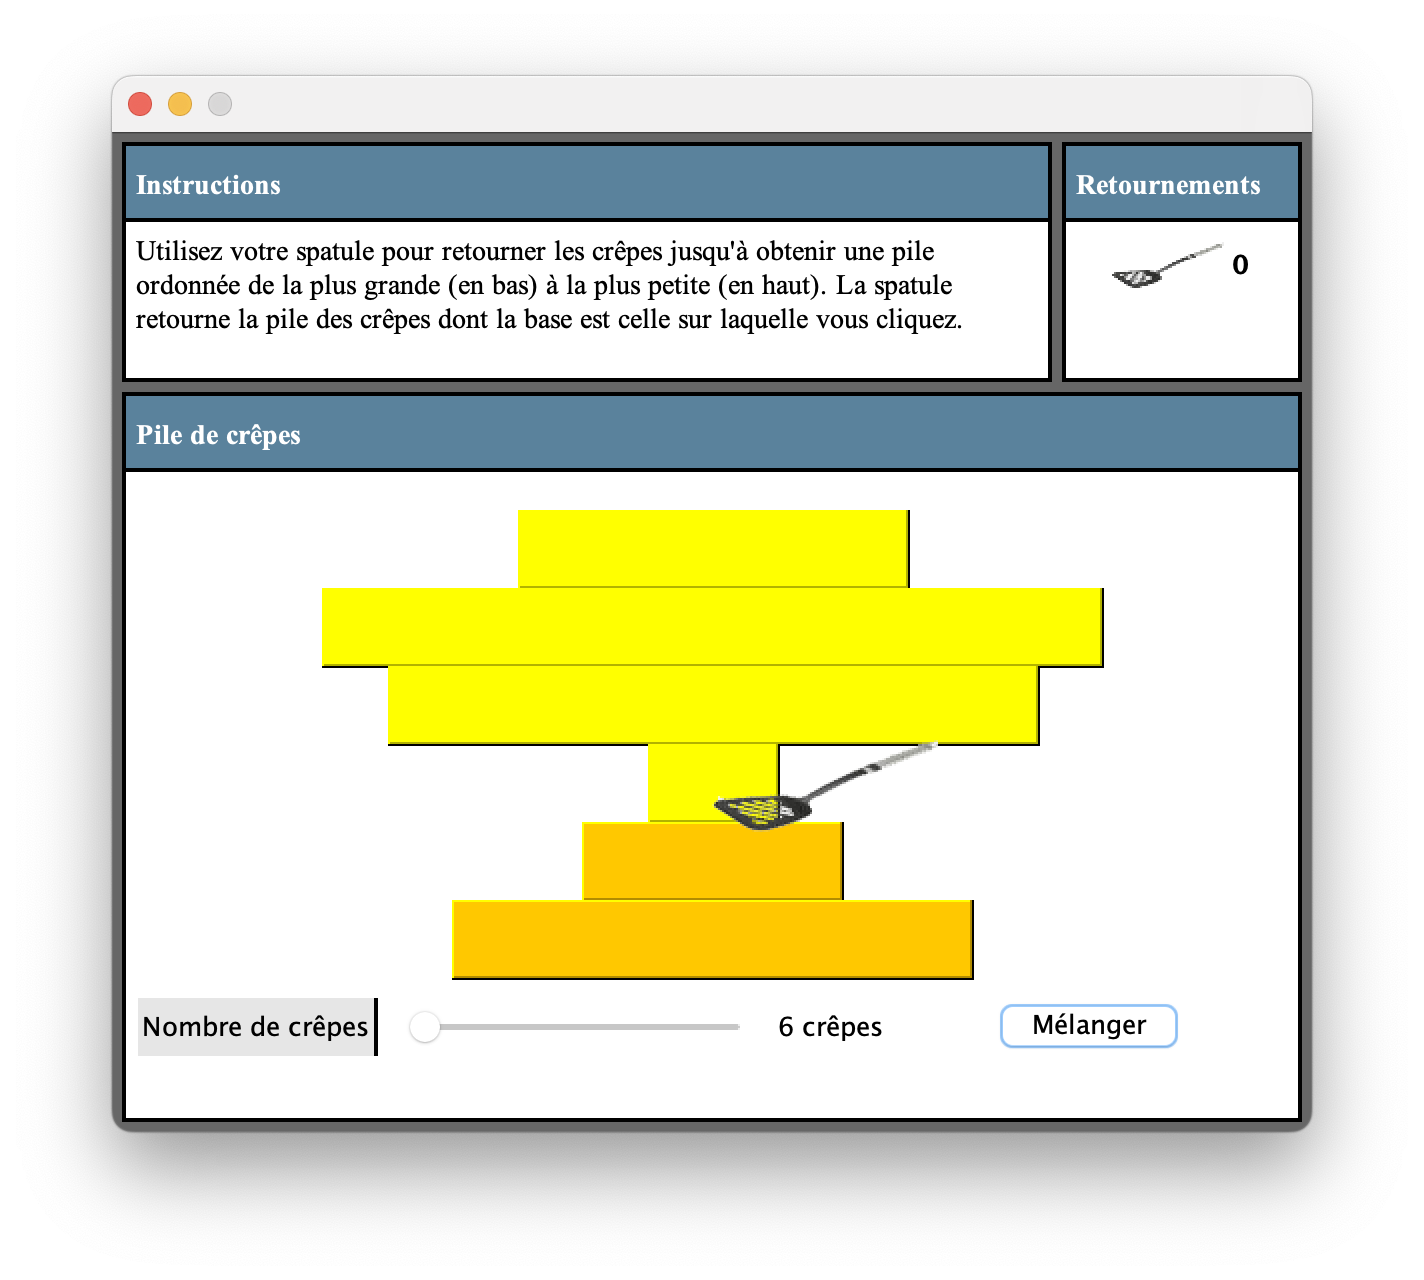 Instructions
Retournements
Utilisez votre spatule pour retourner les crêpes jusqu'à obtenir une pile
ordonnée de la plus grande (en bas) à la plus petite (en haut). La spatule
retourne la pile des crêpes dont la base est celle sur laquelle vous cliquez.
0
Pile de crêpes
Nombre de crêpes
6 crêpes
Mélanger